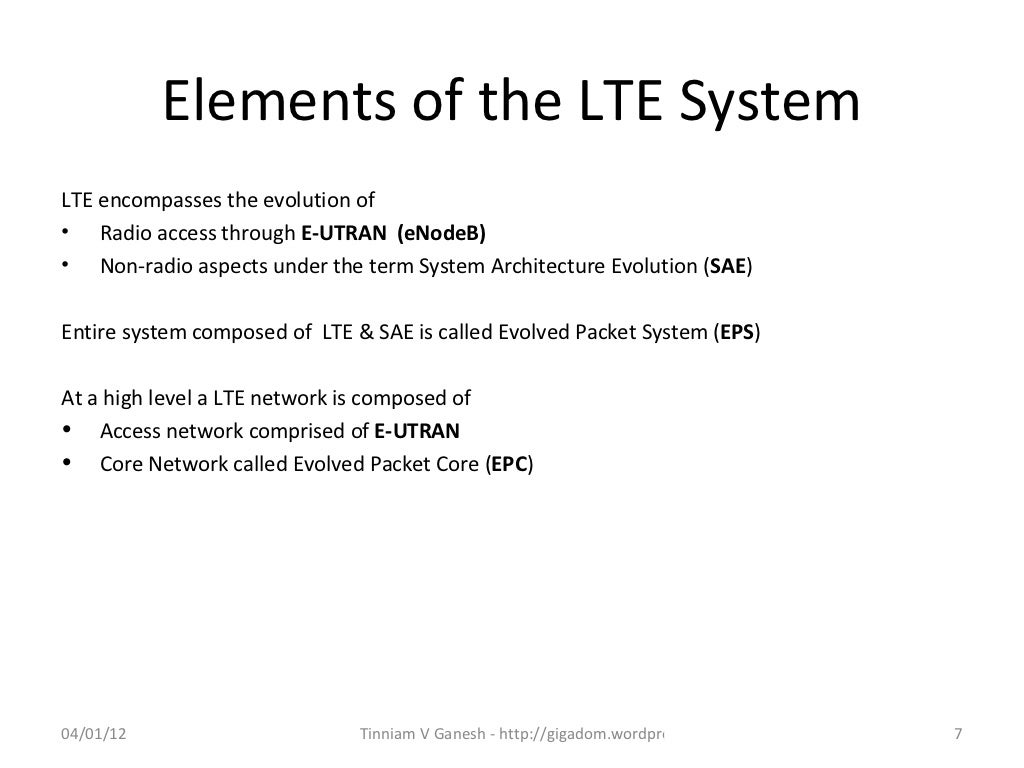 Elements of the LTE System
LTE encompasses the evolution of
• Radio access through E-UTRAN (eNodeB)
• Non-radio aspects under the term System Architecture Evolution (SAE)
Entire system composed of LTE & SAE is called Evolved Packet System (EPS)
At a high level a LTE network is composed of
• Access network comprised of E-UTRAN
• Core Network called Evolved Packet Core (EPC)
04/01/12
Tinniam V Ganesh - http://gigadom.wordpr
7